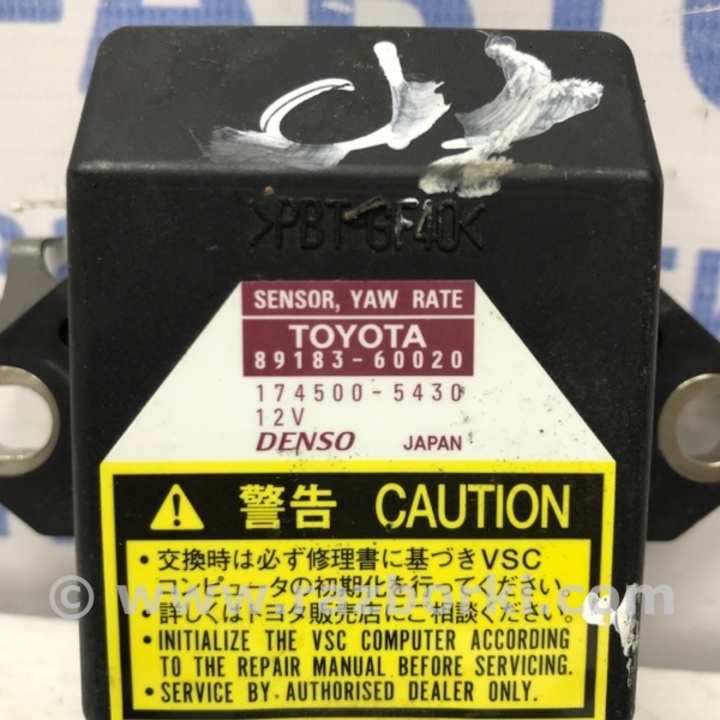 >PBT-GF40<
SENSOR, YAW RATE
TOYOTA
89183-60020
174500-5430
12V
DENSO JAPAN
警告 CAUTION
・交換時は必ず修理書に基づきVSC
コンピュータの初期化を行ってください。
・詳しくはトヨタ販売店にご相談ください。
© www.razborki.com
・INITIALIZE THE VSC COMPUTER ACCORDING
TO THE REPAIR MANUAL BEFORE SERVICING.
・SERVICE BY AUTHORISED DEALER ONLY.